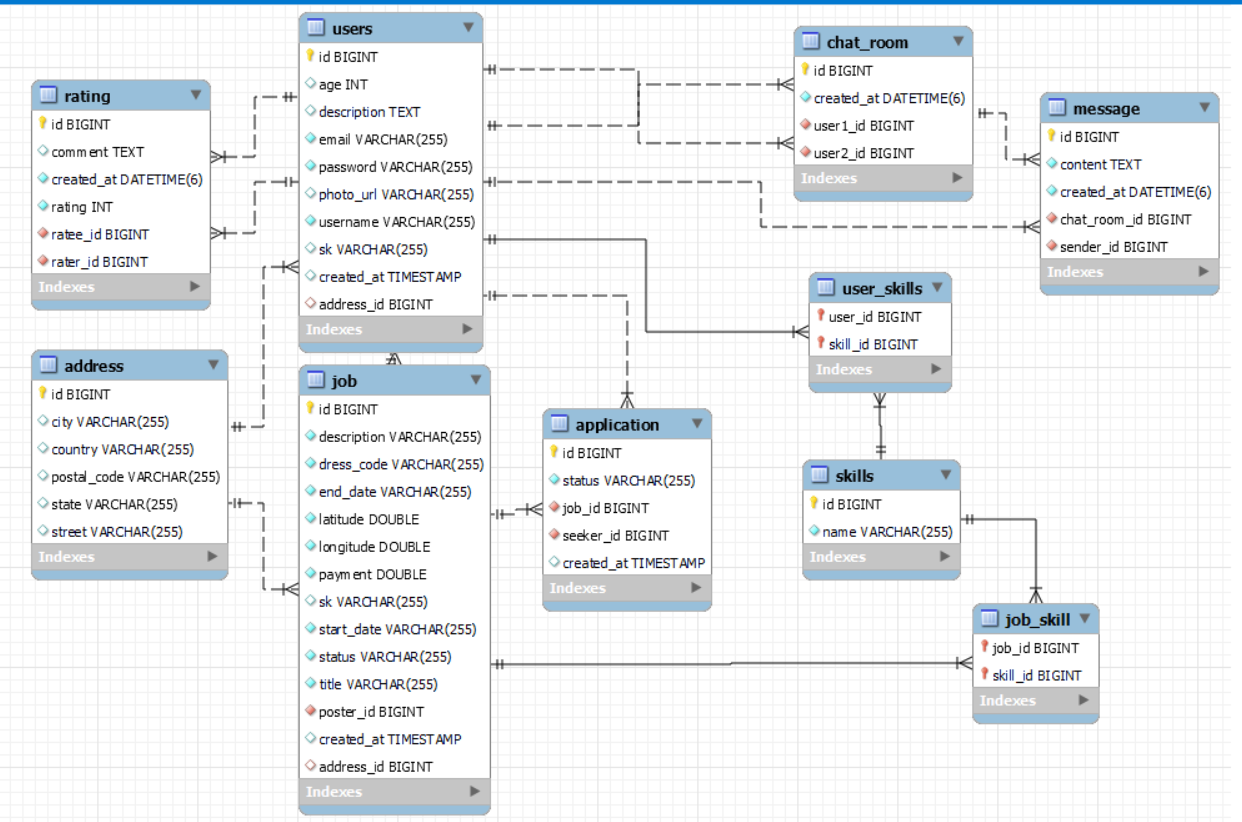 users
id BIGINT
age INT
description TEXT
email VARCHAR(255)
password VARCHAR(255)
photo_url VARCHAR(255)
username VARCHAR(255)
sk VARCHAR(255)
created_at TIMESTAMP
address_id BIGINT
Indexes
chat_room
id BIGINT
created_at DATETIME(6)
user1_id BIGINT
user2_id BIGINT
Indexes
rating
id BIGINT
comment TEXT
created_at DATETIME(6)
rating INT
ratee_id BIGINT
rater_id BIGINT
Indexes
message
id BIGINT
content TEXT
created_at DATETIME(6)
chat_room_id BIGINT
sender_id BIGINT
Indexes
user_skills
user_id BIGINT
skill_id BIGINT
Indexes
address
id BIGINT
city VARCHAR(255)
country VARCHAR(255)
postal_code VARCHAR(255)
state VARCHAR(255)
street VARCHAR(255)
Indexes
job
id BIGINT
description VARCHAR(255)
dress_code VARCHAR(255)
end_date VARCHAR(255)
latitude DOUBLE
longitude DOUBLE
payment DOUBLE
sk VARCHAR(255)
start_date VARCHAR(255)
status VARCHAR(255)
title VARCHAR(255)
poster_id BIGINT
created_at TIMESTAMP
address_id BIGINT
Indexes
application
id BIGINT
status VARCHAR(255)
job_id BIGINT
seeker_id BIGINT
created_at TIMESTAMP
Indexes
skills
id BIGINT
name VARCHAR(255)
Indexes
job_skill
job_id BIGINT
skill_id BIGINT
Indexes